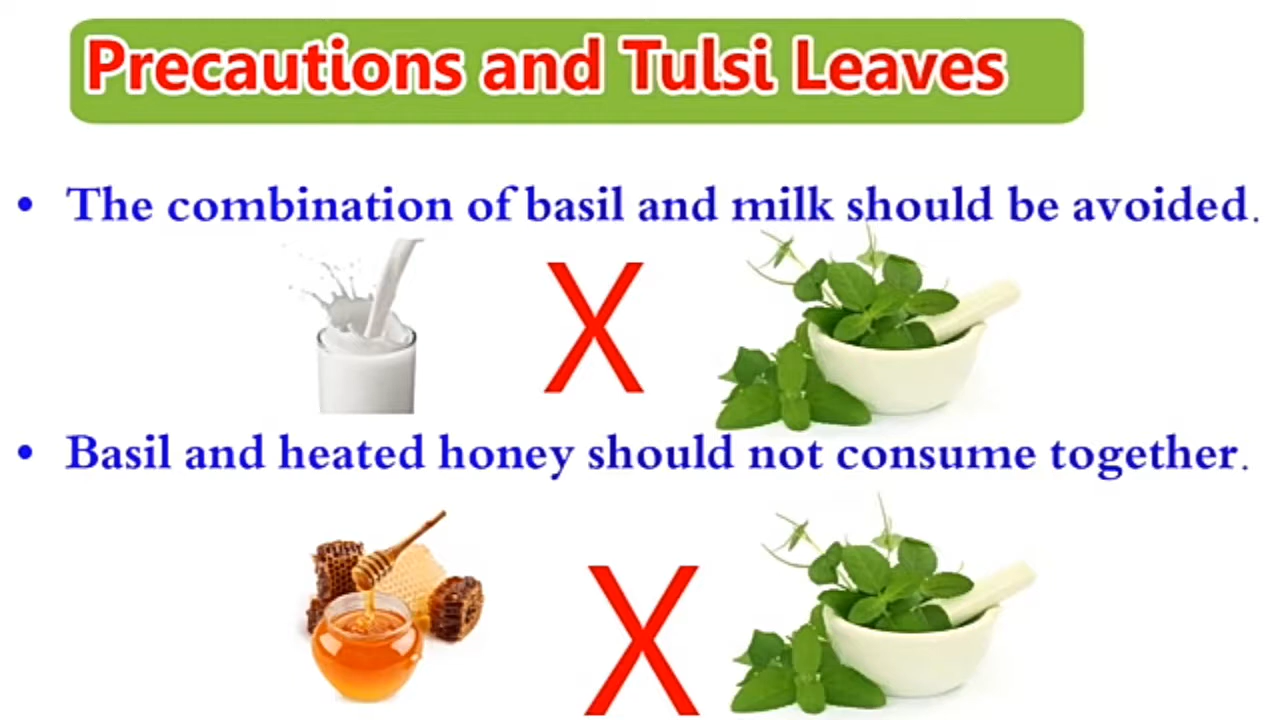 Precautions and Tulsi Leaves
• The combination of basil and milk should be avoided.
X
• Basil and heated honey should not consume together.
X